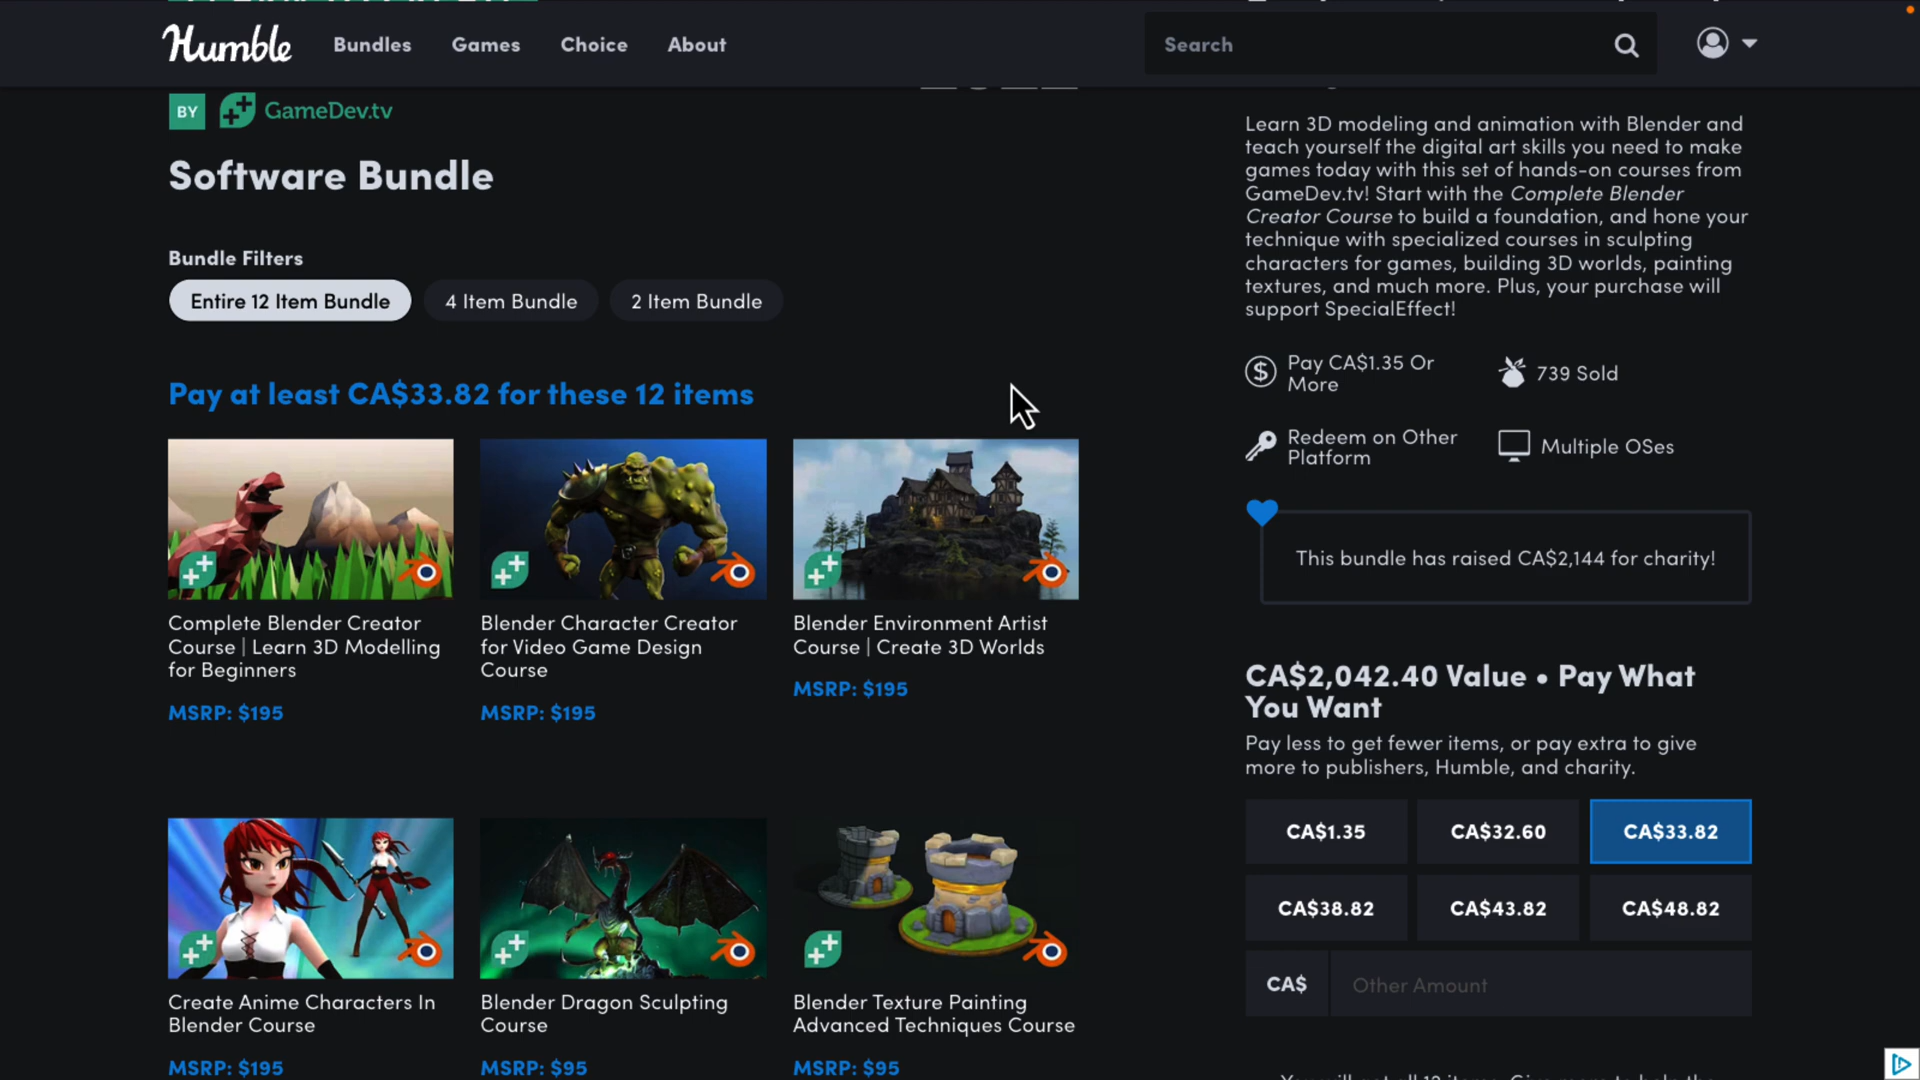 Humble
Bundles
Games
Choice
About
Search
BY
GameDev.tv
Software Bundle
Bundle Filters
Entire 12 Item Bundle
4 Item Bundle
2 Item Bundle
Pay at least CA$33.82 for these 12 items
Complete Blender Creator
Course | Learn 3D Modelling
for Beginners
MSRP: $195
Blender Character Creator
for Video Game Design
Course
MSRP: $195
Blender Environment Artist
Course | Create 3D Worlds
MSRP: $195
Create Anime Characters In
Blender Course
MSRP: $195
Blender Dragon Sculpting
Course
MSRP: $95
Blender Texture Painting
Advanced Techniques Course
MSRP: $95
Learn 3D modeling and animation with Blender and
teach yourself the digital art skills you need to make
games today with this set of hands-on courses from
GameDev.tv! Start with the Complete Blender
Creator Course to build a foundation, and hone your
technique with specialized courses in sculpting
characters for games, building 3D worlds, painting
textures, and much more. Plus, your purchase will
support SpecialEffect!
Pay CA$1.35 Or
More
739 Sold
Redeem on Other
Platform
Multiple OSes
This bundle has raised CA$2,144 for charity!
CA$2,042.40 Value • Pay What
You Want
Pay less to get fewer items, or pay extra to give
more to publishers, Humble, and charity.
CA$1.35
CA$32.60
CA$33.82
CA$38.82
CA$43.82
CA$48.82
CA$
Other Amount